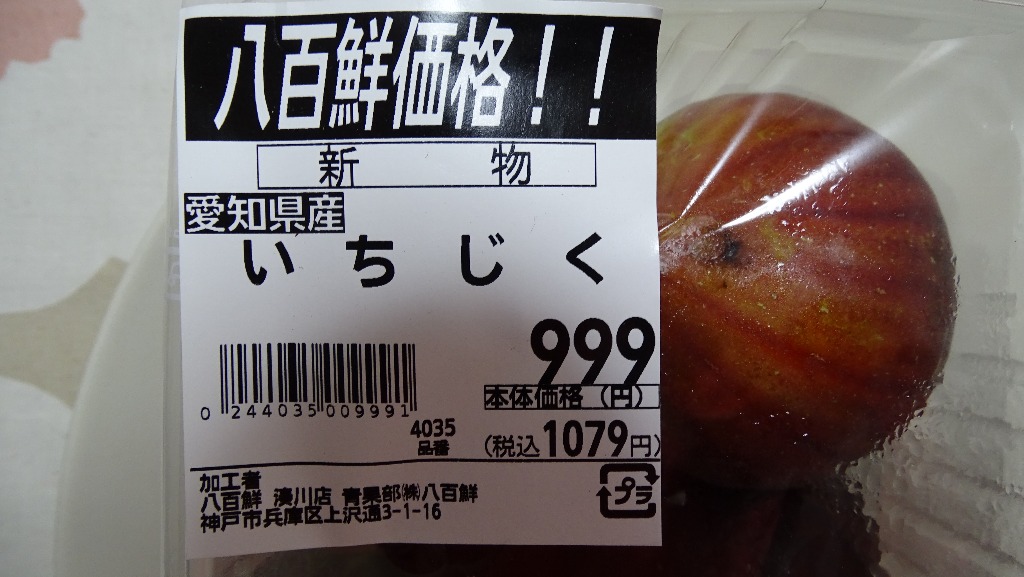 八百鮮価格！！
新 物
愛知県産
いちじく
999
本体価格（円）
0 244035 009991
4035
品番
(税込1079円)
加工者
八百鮮 湊川店 青果部㈱八百鮮
神戸市兵庫区上沢通3-1-16
プラ